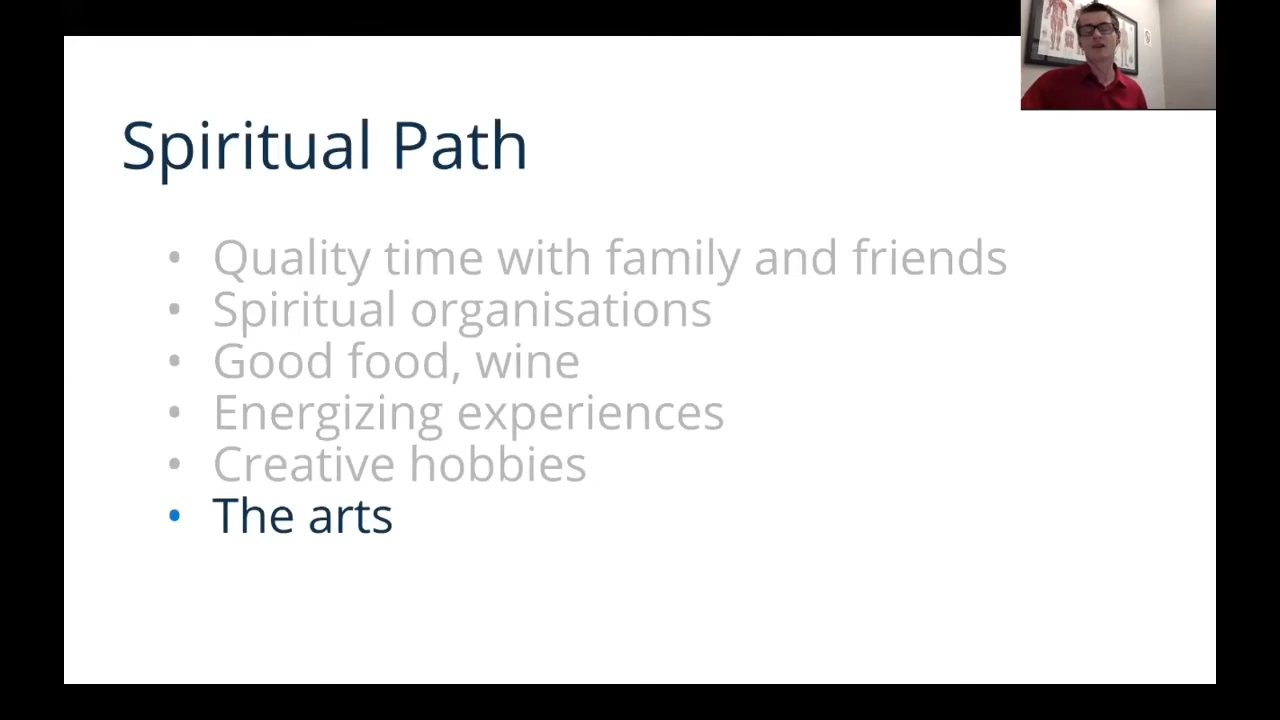 Spiritual Path
• Quality time with family and friends
• Spiritual organisations
• Good food, wine
• Energizing experiences
• Creative hobbies
• The arts